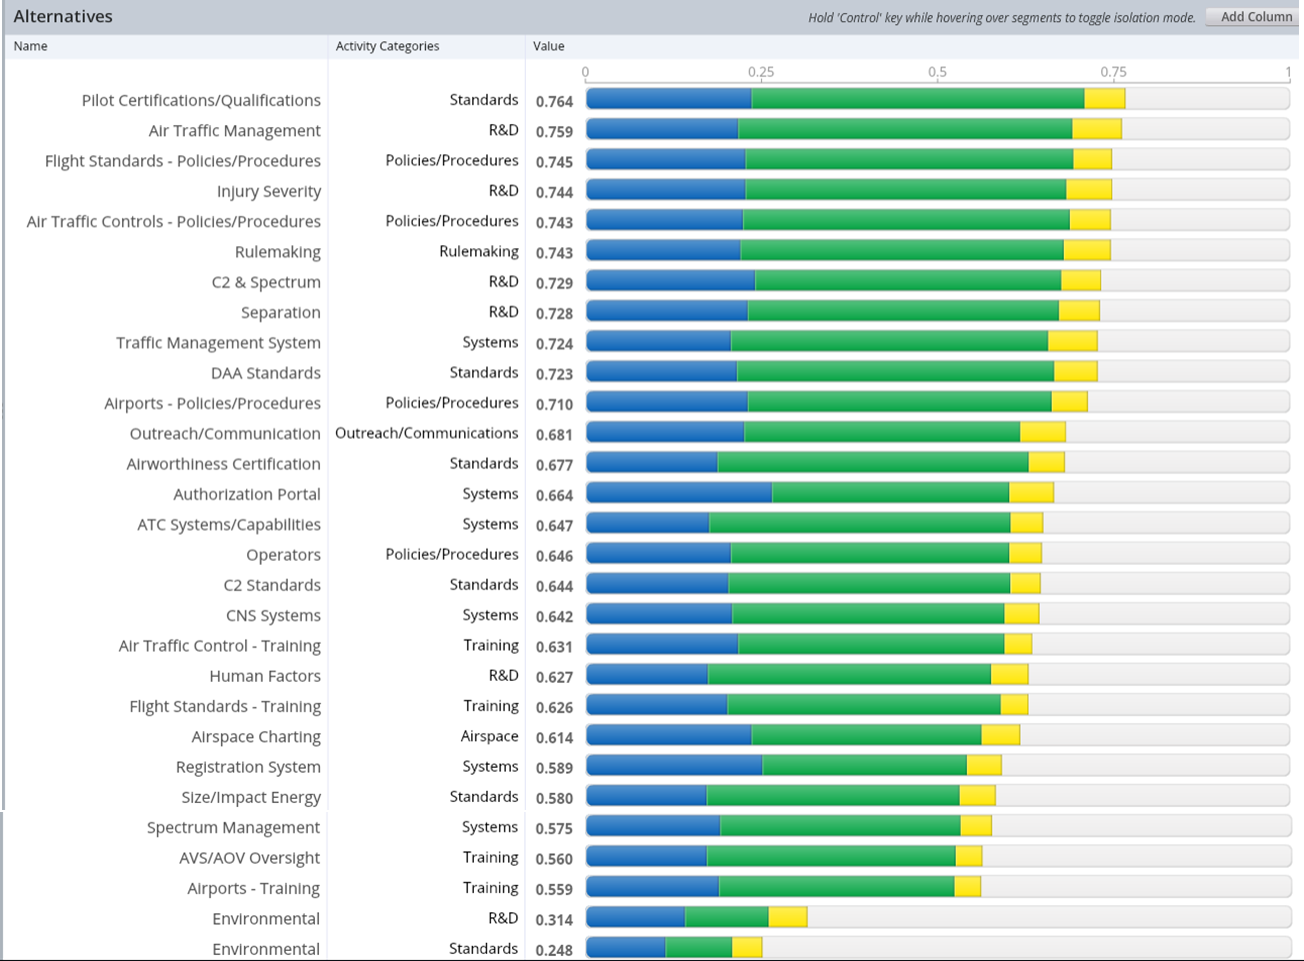 Alternatives Hold 'Control' key while hovering over segments to toggle isolation mode. Add Column
Name Activity Categories Value
0 0.25 0.5 0.75 1
Pilot Certifications/Qualifications Standards 0.764
Air Traffic Management R&D 0.759
Flight Standards - Policies/Procedures Policies/Procedures 0.745
Injury Severity R&D 0.744
Air Traffic Controls - Policies/Procedures Policies/Procedures 0.743
Rulemaking Rulemaking 0.743
C2 & Spectrum R&D 0.729
Separation R&D 0.728
Traffic Management System Systems 0.724
DAA Standards Standards 0.723
Airports - Policies/Procedures Policies/Procedures 0.710
Outreach/Communication Outreach/Communications 0.681
Airworthiness Certification Standards 0.677
Authorization Portal Systems 0.664
ATC Systems/Capabilities Systems 0.647
Operators Policies/Procedures 0.646
C2 Standards Standards 0.644
CNS Systems Systems 0.642
Air Traffic Control - Training Training 0.631
Human Factors R&D 0.627
Flight Standards - Training Training 0.626
Airspace Charting Airspace 0.614
Registration System Systems 0.589
Size/Impact Energy Standards 0.580
Spectrum Management Systems 0.575
AVS/AOV Oversight Training 0.560
Airports - Training Training 0.559
Environmental R&D 0.314
Environmental Standards 0.248